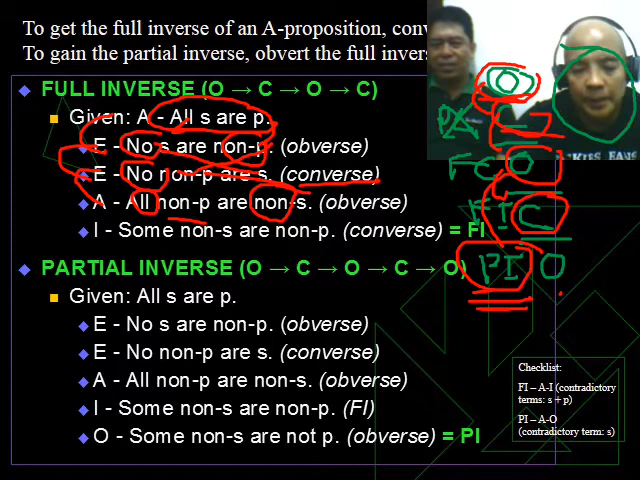 To get the full inverse of an A-proposition,
To gain the partial inverse, obvert the full
FULL INVERSE (O → C → O → C)
Given: A - All s are p.
E - No s are non-p. (obverse)
E - No non-p are s. (converse)
A - All non-p are non-s. (obverse)
I - Some non-s are non-p. (converse) = FI
PARTIAL INVERSE (O → C → O → C → O)
Given: All s are p.
E - No s are non-p. (obverse)
E - No non-p are s. (converse)
A - All non-p are non-s. (obverse)
I - Some non-s are non-p. (FI)
O - Some non-s are not p. (obverse) = PI
O
C
FC O
FI C
PI O
Checklist:
FI – A-I (contradictory
terms: s + p)
PI – A-O
(contradictory term: s)